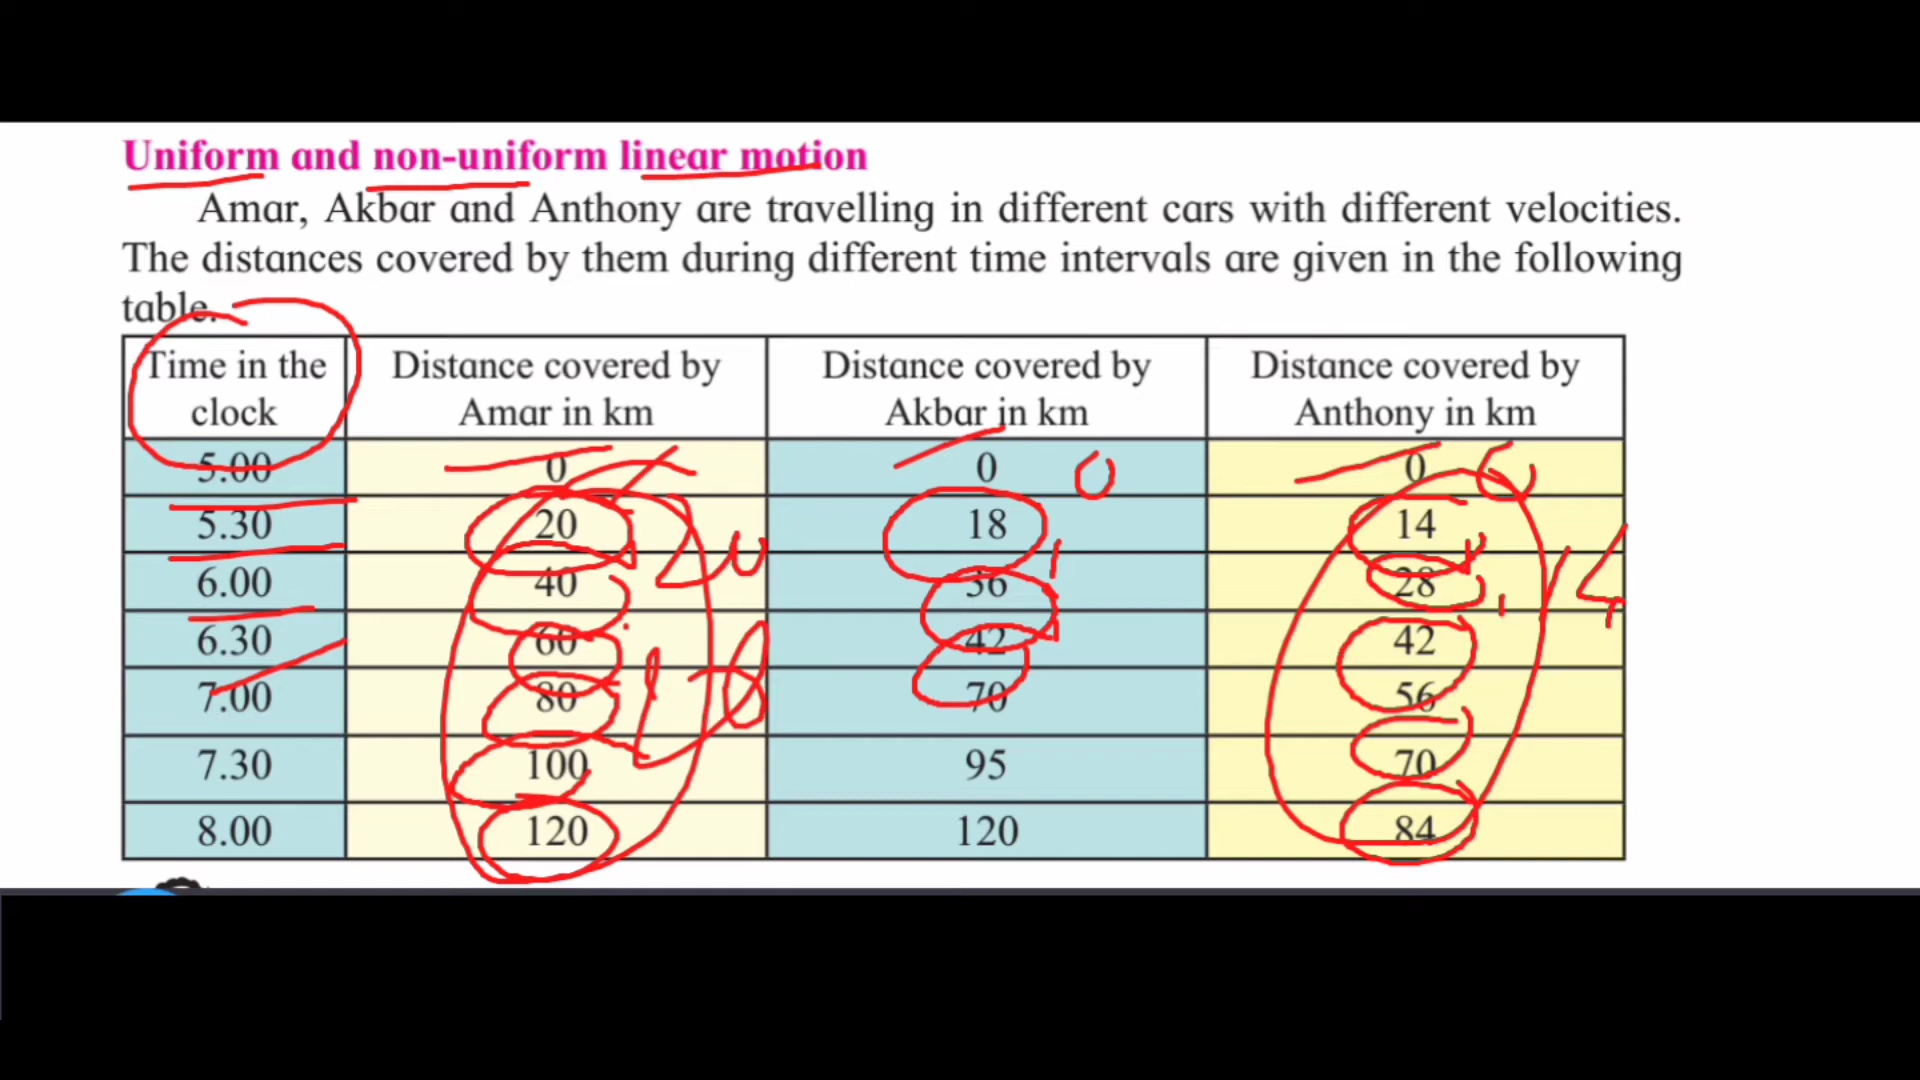 Uniform and non-uniform linear motion
Amar, Akbar and Anthony are travelling in different cars with different velocities.
The distances covered by them during different time intervals are given in the following
table.
Time in the clock Distance covered by Amar in km Distance covered by Akbar in km Distance covered by Anthony in km
5.00 0 0 0 0
5.30 20 18 14
6.00 40 36 28
6.30 60 42 42
7.00 80 70 56
7.30 100 95 70
8.00 120 120 84
20
14